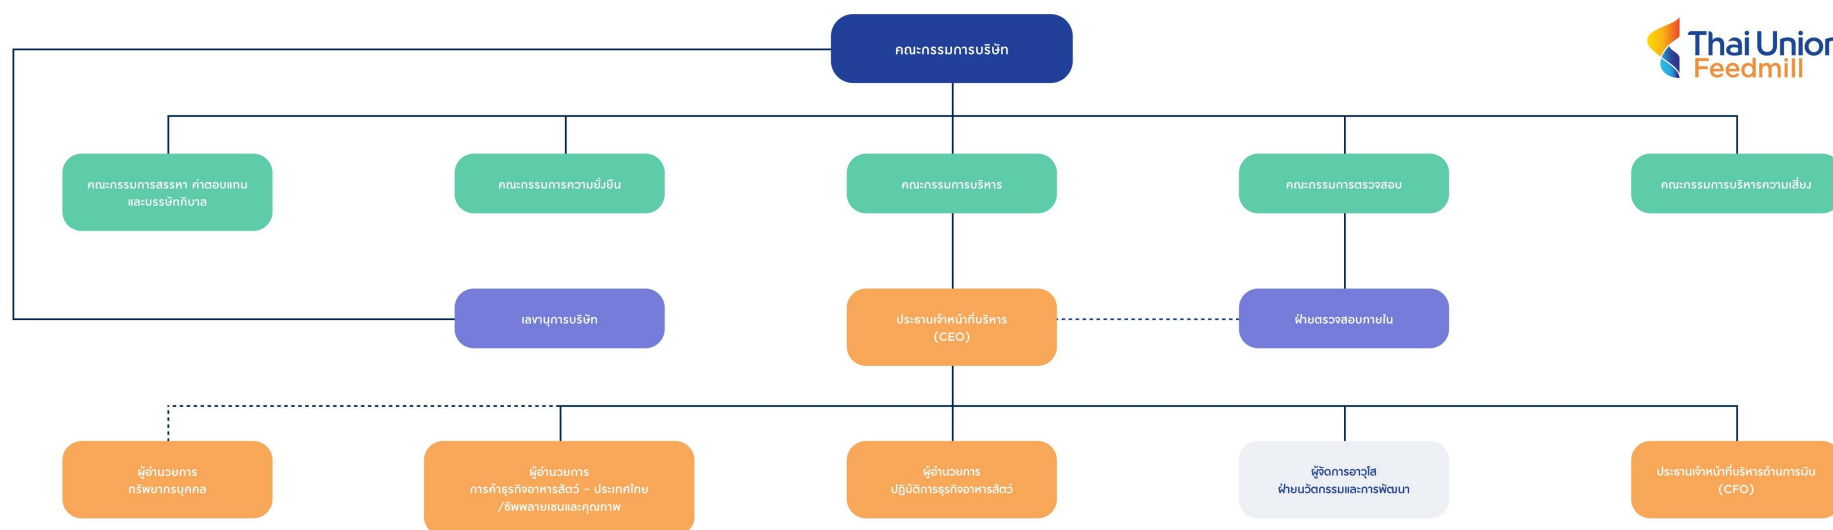 คณะกรรมการบริษัท
Thai Union
Feedmill
คณะกรรมการสรรหา ค่าตอบแทน
และบรรษัทภิบาล
คณะกรรมการความยั่งยืน
คณะกรรมการบริหาร
คณะกรรมการตรวจสอบ
คณะกรรมการบริหารความเสี่ยง
เลขานุการบริษัท
ประธานเจ้าหน้าที่บริหาร
(CEO)
ฝ่ายตรวจสอบภายใน
ผู้อำนวยการ
ทรัพยากรบุคคล
ผู้อำนวยการ
การค้าธุรกิจอาหารสัตว์ – ประเทศไทย
/ซัพพลายเชนและคุณภาพ
ผู้อำนวยการ
ปฏิบัติการธุรกิจอาหารสัตว์
ผู้จัดการอาวุโส
ฝ่ายนวัตกรรมและการพัฒนา
ประธานเจ้าหน้าที่บริหารด้านการเงิน
(CFO)